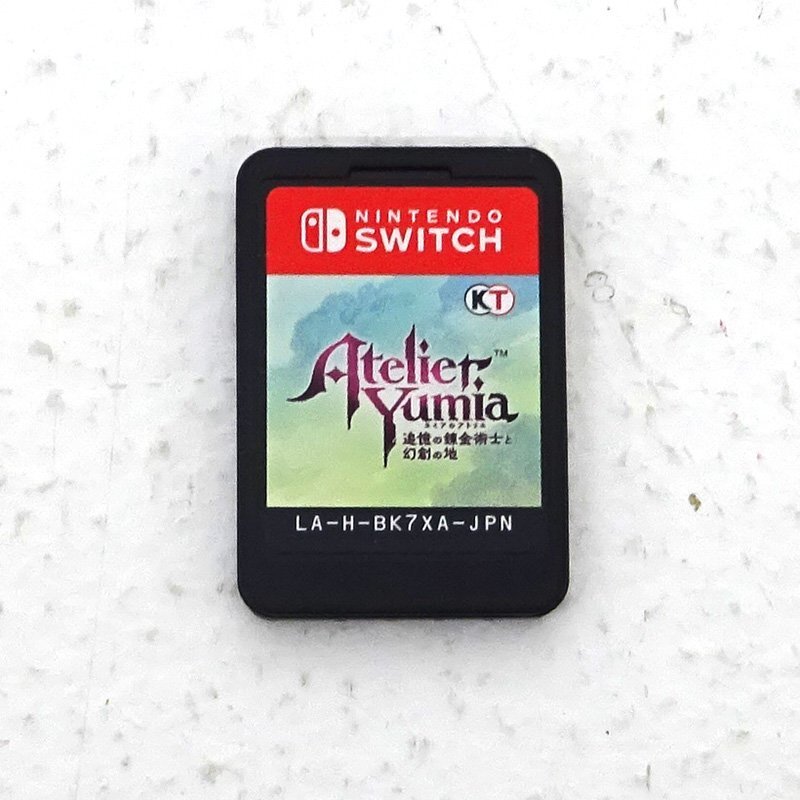 NINTENDO
SWITCH
KT
Atelier
TM
Yumia
ユミアのアトリエ
追憶の錬金術士と
幻創の地
LA-H-BK7XA-JPN